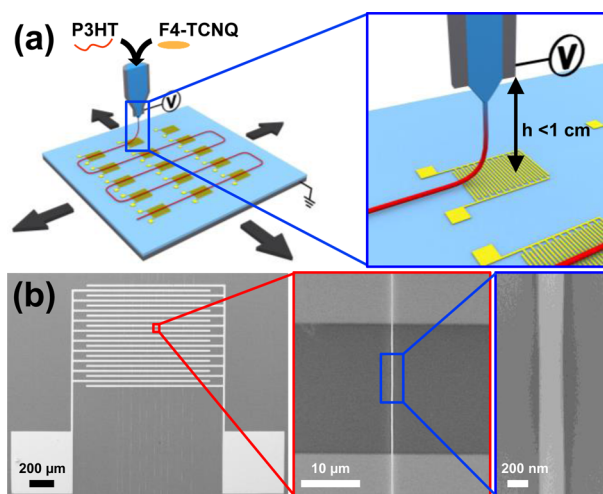 (a)
P3HT
F4-TCNQ
V
V
h <1 cm
(b)
200 µm
10 µm
200 nm